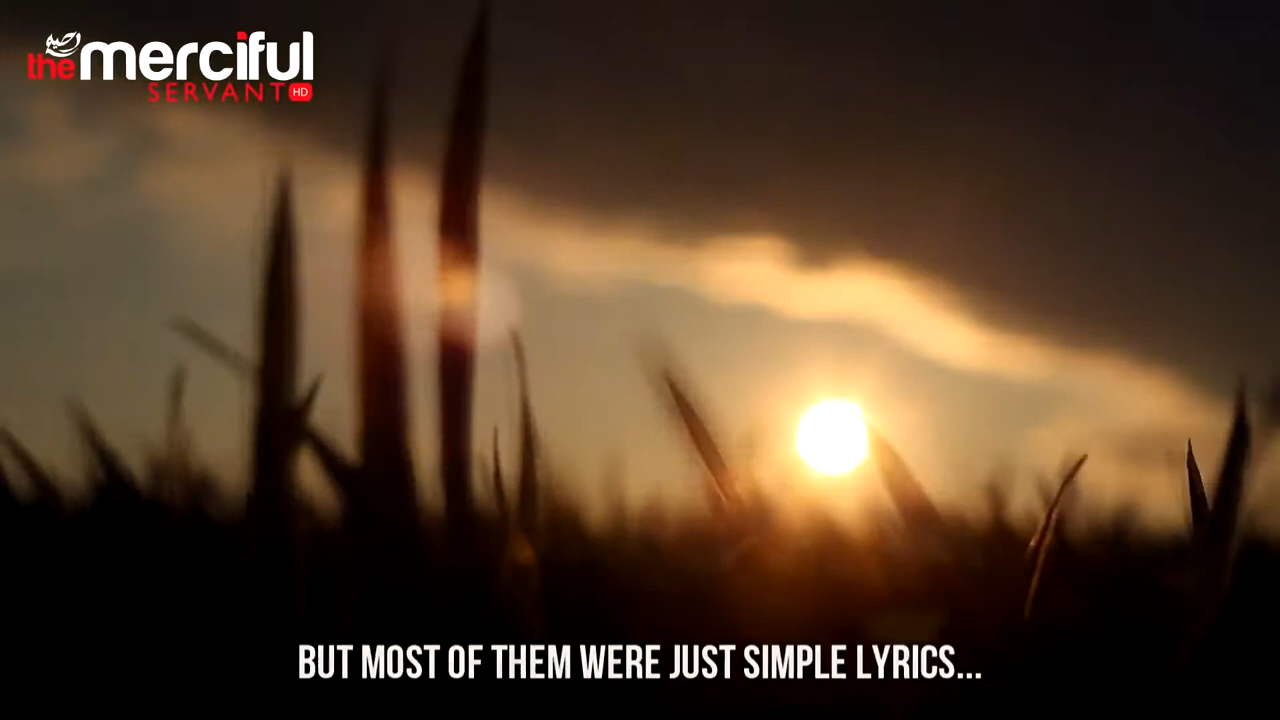 the merciful
SERVANT HD
BUT MOST OF THEM WERE JUST SIMPLE LYRICS...